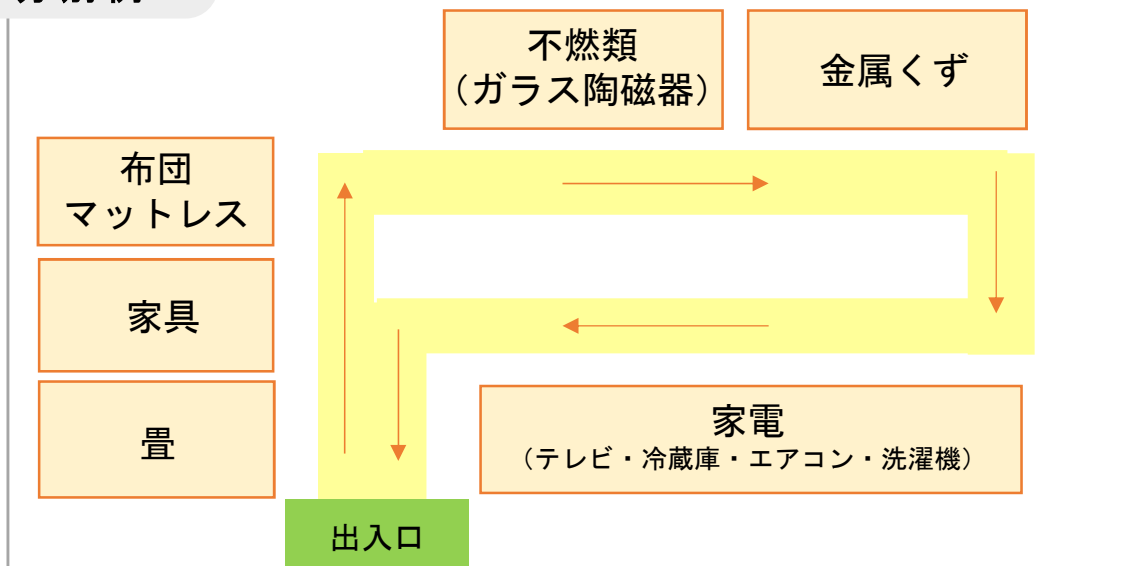 不燃類
（ガラス陶磁器）
金属くず
布団
マットレス
家具
畳
家電
（テレビ・冷蔵庫・エアコン・洗濯機）
出入口